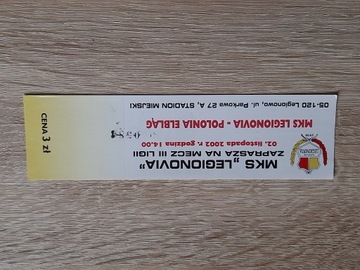 MKS „LEGIONOVIA”
ZAPRASZA NA MECZ III LIGII
02. listopada 2002 r. godzina 14.00
MKS LEGIONOVIA - POLONIA ELBLĄG
05-120 Legionowo, ul. Parkowa 27 A, STADION MIEJSKI
CENA 3 zł